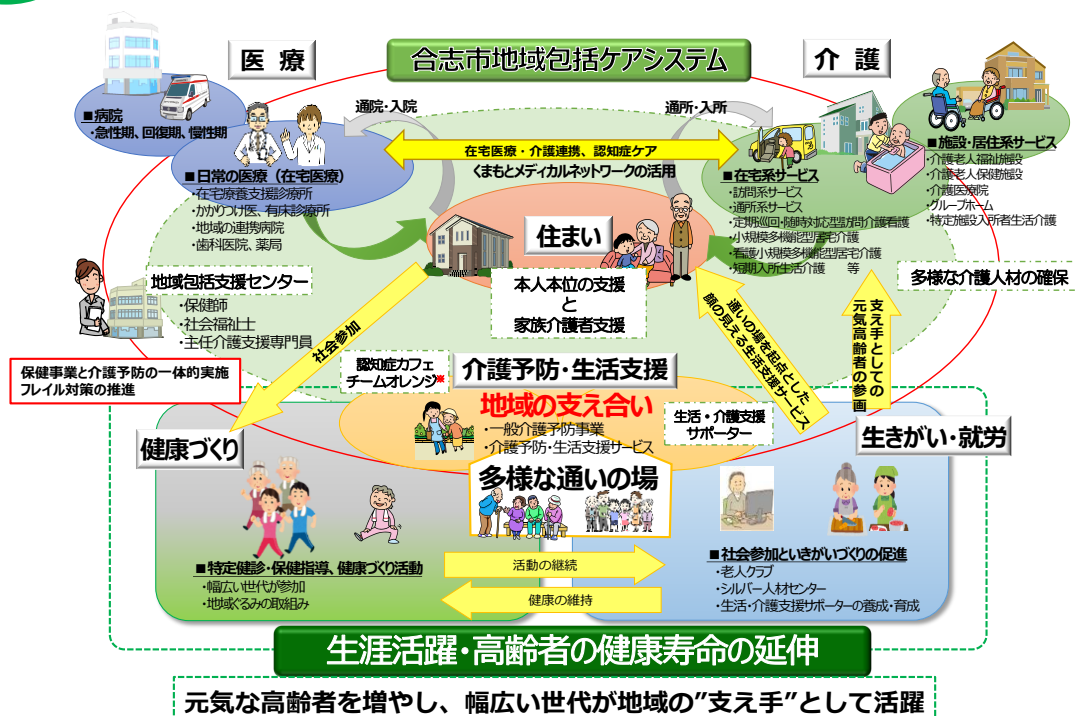 合志市地域包括ケアシステム
医 療
介 護
■病院
・急性期、回復期、慢性期
通院・入院
通所・入所
在宅医療・介護連携、認知症ケア
くまもとメディカルネットワークの活用
■日常の医療（在宅医療）
・在宅療養支援診療所
・かかりつけ医、有床診療所
・地域の連携病院
・歯科医院、薬局
■在宅系サービス
・訪問系サービス
・通所系サービス
・定期巡回・随時対応型訪問介護看護
・小規模多機能型居宅介護
・看護小規模多機能型居宅介護
・短期入所生活介護　等
■施設・居住系サービス
・介護老人福祉施設
・介護老人保健施設
・介護医療院
・グループホーム
・特定施設入所者生活介護
住まい
本人本位の支援
と
家族介護者支援
地域包括支援センター
・保健師
・社会福祉士
・主任介護支援専門員
多様な介護人材の確保
社会参加
通いの場を起点とした
顔の見える生活支援サービス
支え手としての
元気高齢者の参画
保健事業と介護予防の一体的実施
フレイル対策の推進
認知症カフェ
チームオレンジ※
介護予防・生活支援
地域の支え合い
・一般介護予防事業
・介護予防・生活支援サービス
生活・介護支援
サポーター
健康づくり
生きがい・就労
多様な通いの場
■特定健診・保健指導、健康づくり活動
・幅広い世代が参加
・地域ぐるみの取組み
活動の継続
健康の維持
■社会参加といきがいづくりの促進
・老人クラブ
・シルバー人材センター
・生活・介護支援サポーターの養成・育成
生涯活躍・高齢者の健康寿命の延伸
元気な高齢者を増やし、幅広い世代が地域の”支え手”として活躍